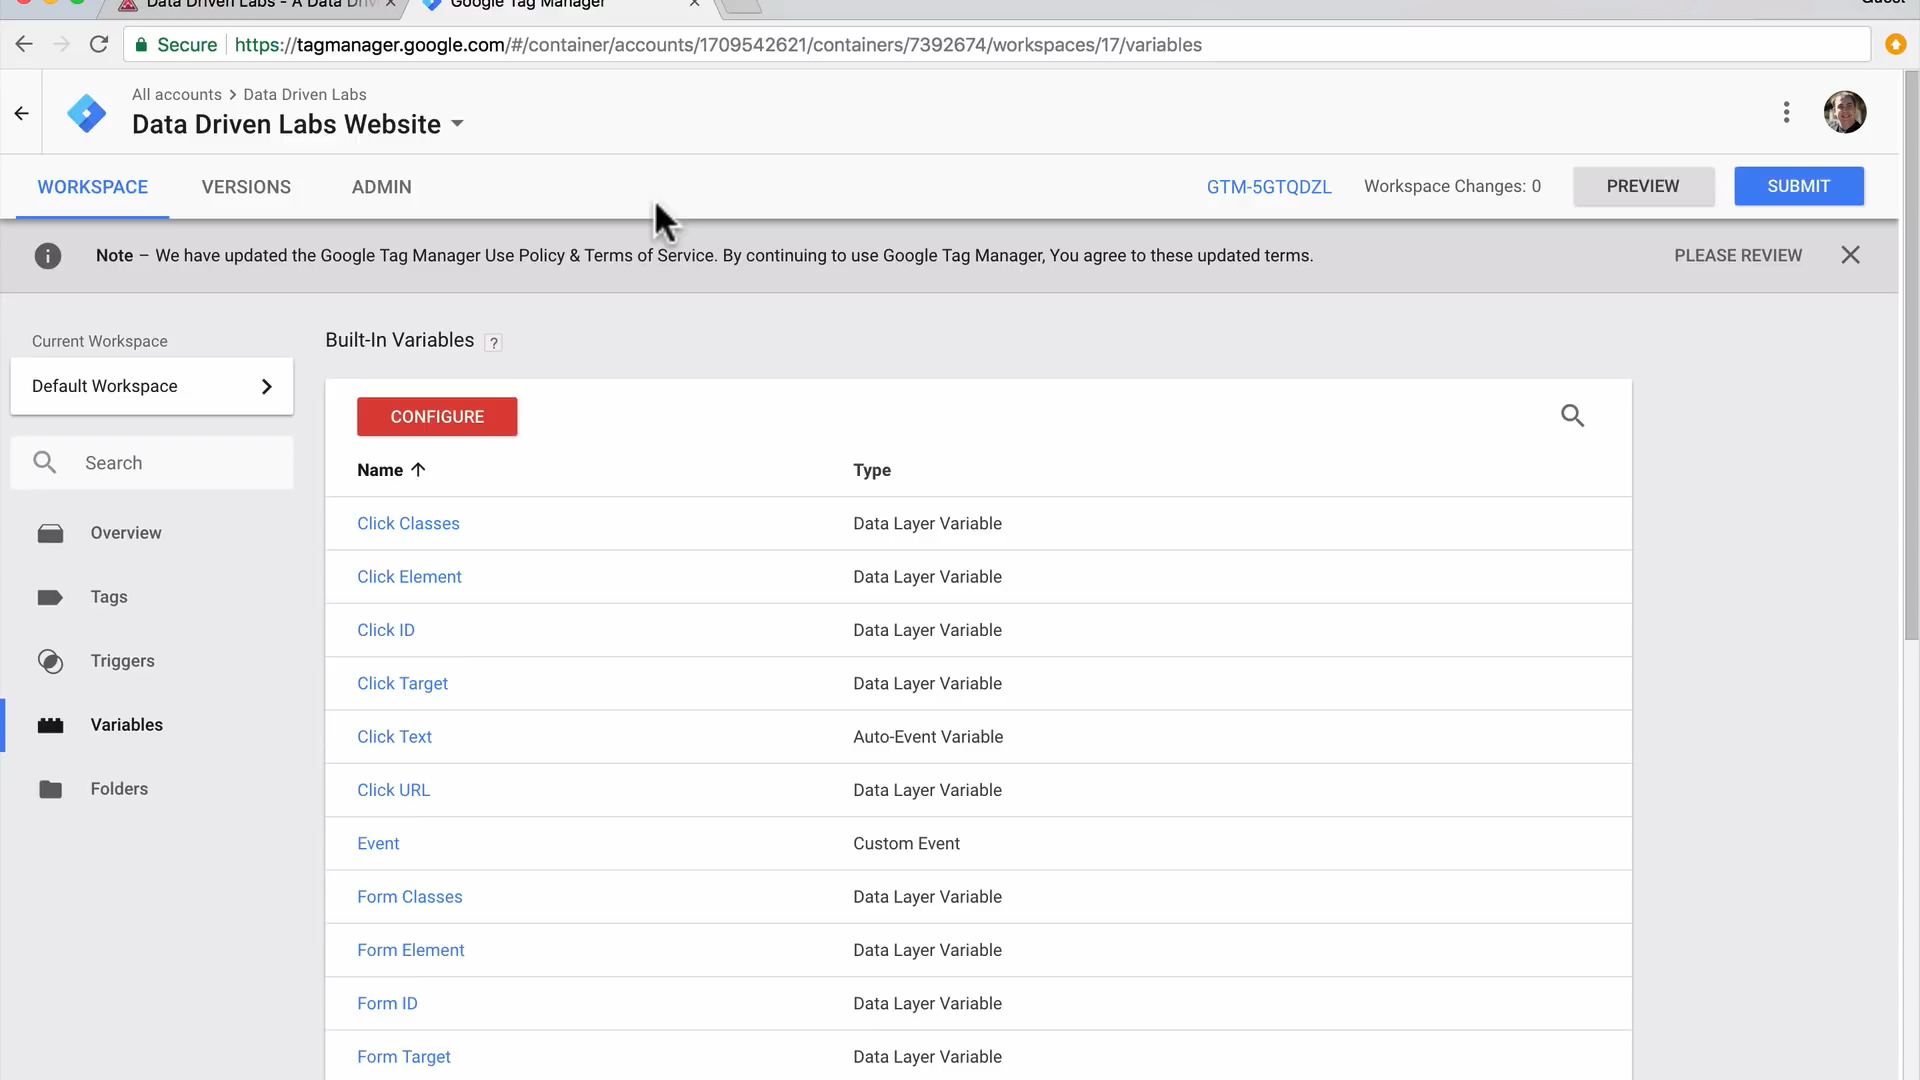 Data Driven Labs - A Data Driv
Google Tag Manager
Guest
Secure
https://tagmanager.google.com/#/container/accounts/1709542621/containers/7392674/workspaces/17/variables
All accounts > Data Driven Labs
Data Driven Labs Website
WORKSPACE
VERSIONS
ADMIN
GTM-5GTQDZL
Workspace Changes: 0
PREVIEW
SUBMIT
Note – We have updated the Google Tag Manager Use Policy & Terms of Service. By continuing to use Google Tag Manager, You agree to these updated terms.
PLEASE REVIEW
Current Workspace
Default Workspace
Search
Overview
Tags
Triggers
Variables
Folders
Built-In Variables ?
CONFIGURE
Name Type
Click Classes Data Layer Variable
Click Element Data Layer Variable
Click ID Data Layer Variable
Click Target Data Layer Variable
Click Text Auto-Event Variable
Click URL Data Layer Variable
Event Custom Event
Form Classes Data Layer Variable
Form Element Data Layer Variable
Form ID Data Layer Variable
Form Target Data Layer Variable